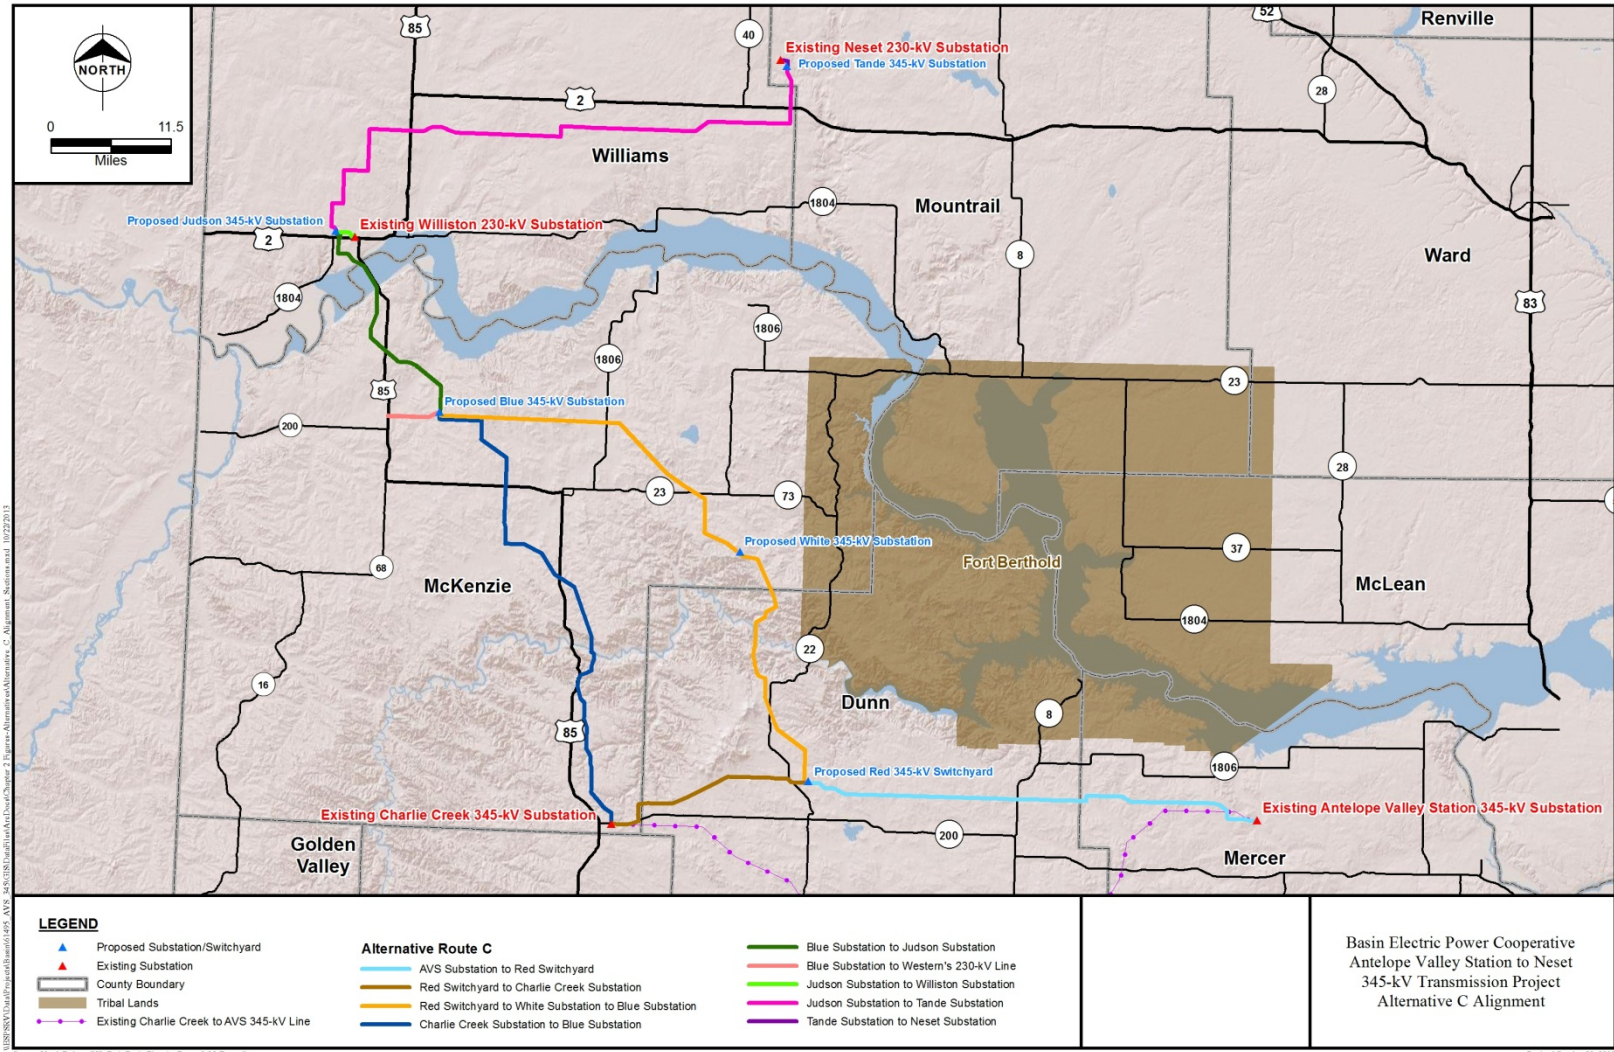 Renville
52
85
40
NORTH
Existing Neset 230-kV Substation
Proposed Tande 345-kV Substation
28
2
0 11.5
Miles
Williams
1804
Mountrail
Proposed Judson 345-kV Substation
Existing Williston 230-kV Substation
2
8
Ward
1804
83
1806
1806
85
23
Proposed Blue 345-kV Substation
200
28
23
73
Proposed White 345-kV Substation
37
Fort Berthold
68
McKenzie
McLean
1804
22
16
Dunn
8
85
1806
Proposed Red 345-kV Switchyard
Existing Charlie Creek 345-kV Substation
Existing Antelope Valley Station 345-kV Substation
200
Golden
Valley
Mercer
LEGEND
Proposed Substation/Switchyard
Existing Substation
County Boundary
Tribal Lands
Existing Charlie Creek to AVS 345-kV Line
Alternative Route C
AVS Substation to Red Switchyard
Red Switchyard to Charlie Creek Substation
Red Switchyard to White Substation to Blue Substation
Charlie Creek Substation to Blue Substation
Blue Substation to Judson Substation
Blue Substation to Western's 230-kV Line
Judson Substation to Williston Substation
Judson Substation to Tande Substation
Tande Substation to Neset Substation
Basin Electric Power Cooperative
Antelope Valley Station to Neset
345-kV Transmission Project
Alternative C Alignment